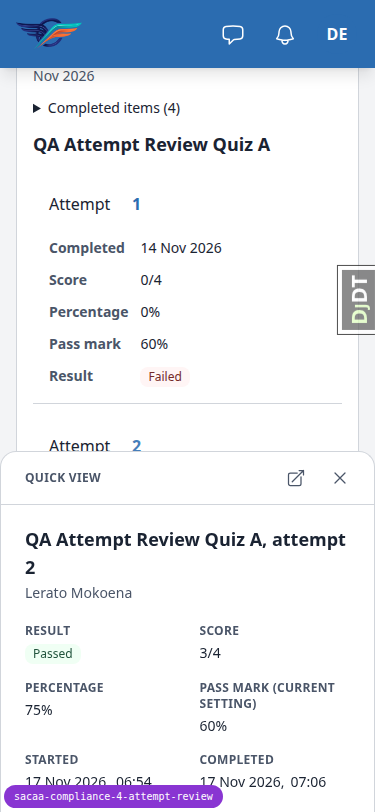 DE
Nov 2026
▶ Completed items (4)
QA Attempt Review Quiz A
Attempt 1
Completed 14 Nov 2026
Score 0/4
Percentage 0%
Pass mark 60%
Result Failed
DjDT
Attempt 2
QUICK VIEW
QA Attempt Review Quiz A, attempt
2
Lerato Mokoena
RESULT SCORE
Passed 3/4
PERCENTAGE PASS MARK (CURRENT
SETTING)
75%
60%
STARTED COMPLETED
17 Nov 2026, 06:54 17 Nov 2026, 07:06
sacaa-compliance-4-attempt-review